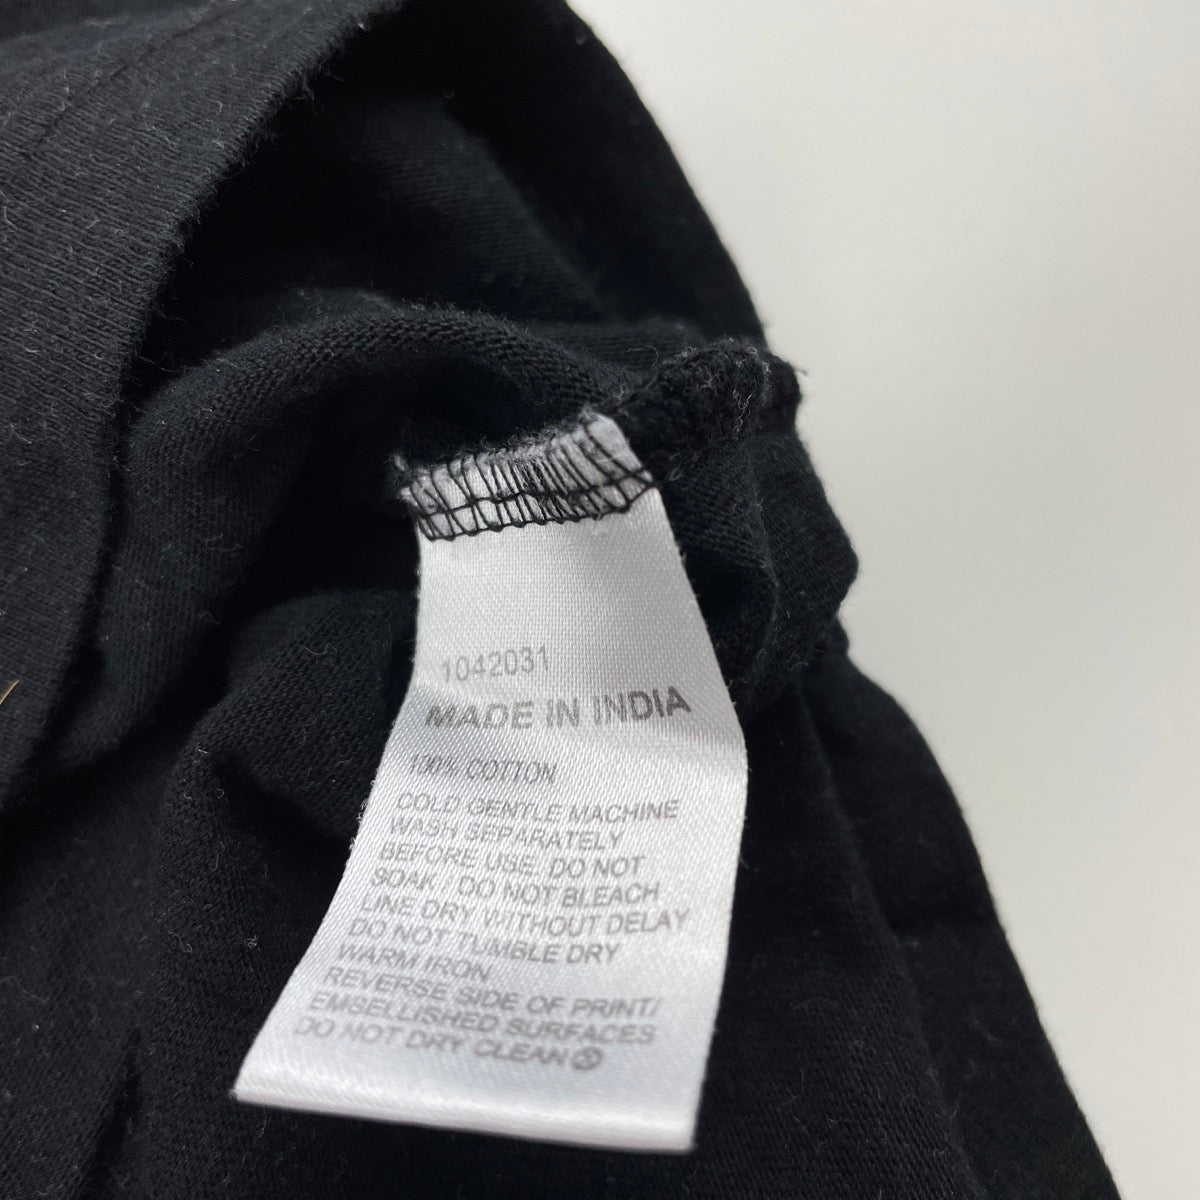 1042031
MADE IN INDIA
100% COTTON
COLD GENTLE MACHINE
WASH SEPARATELY
BEFORE USE. DO NOT
SOAK / DO NOT BLEACH
LINE DRY WITHOUT DELAY
DO NOT TUMBLE DRY
WARM IRON
REVERSE SIDE OF PRINT/
EMBELLISHED SURFACES
DO NOT DRY CLEAN